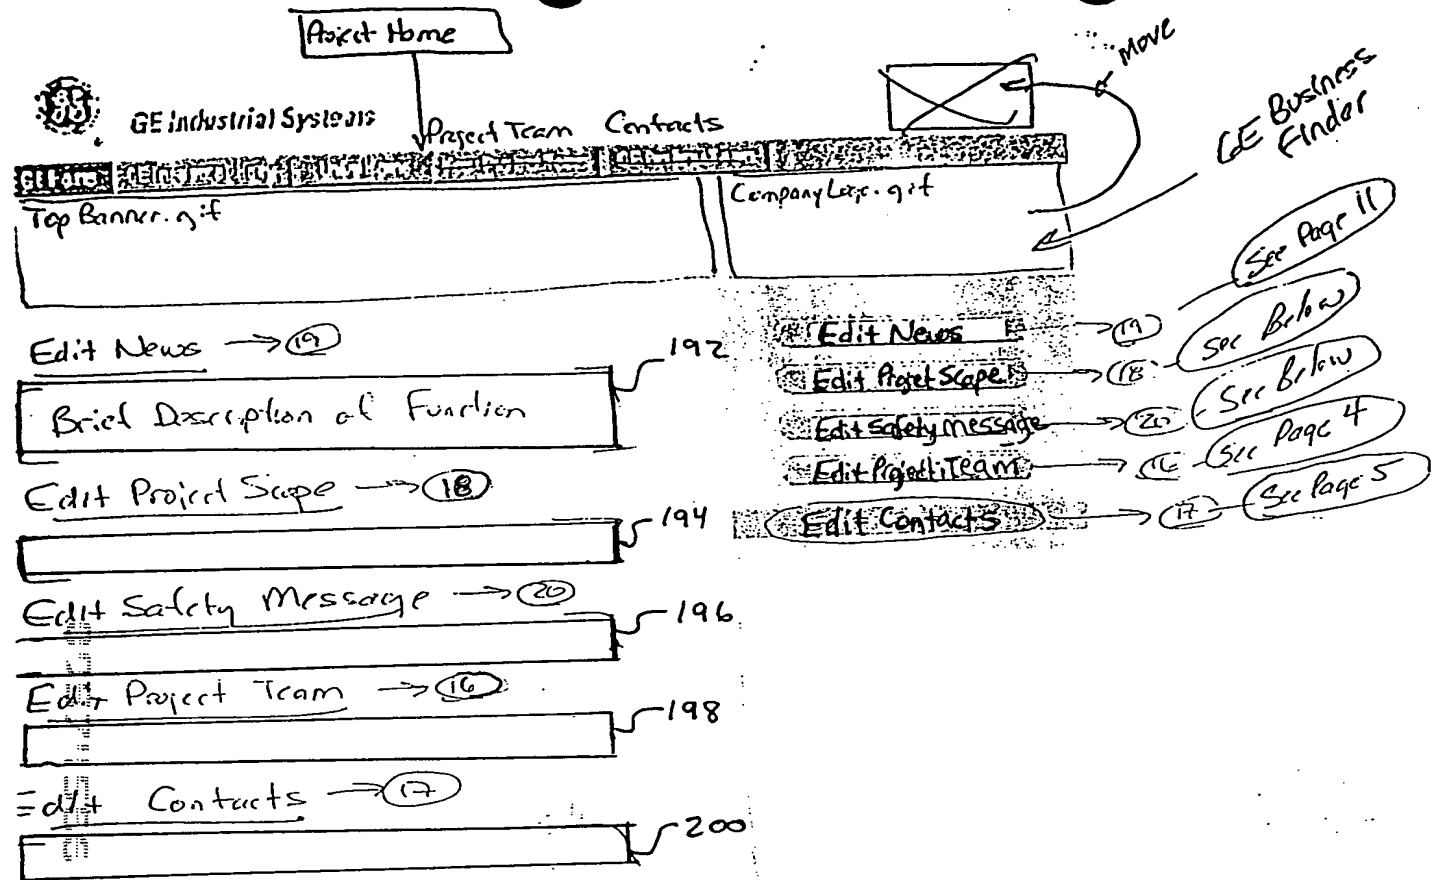 Project Home
Move
GE Industrial Systems
Project Team Contacts
GE Business
Finder
GE Home
Top Banner.gif
Company Logo.gif
See Page 11
Edit News → 19
192
Edit News → 19
See Below
Brief Description of Function
Edit Projet Scope → 18
See Below
Edit Safety Message → 20
See Page 4
Edit Project Team → 16
See Page 5
Edit Project Scope → 18
194
Edit Contacts → 17
Edit Safety Message → 20
196
Edit Project Team → 16
198
Edit Contacts → 17
200